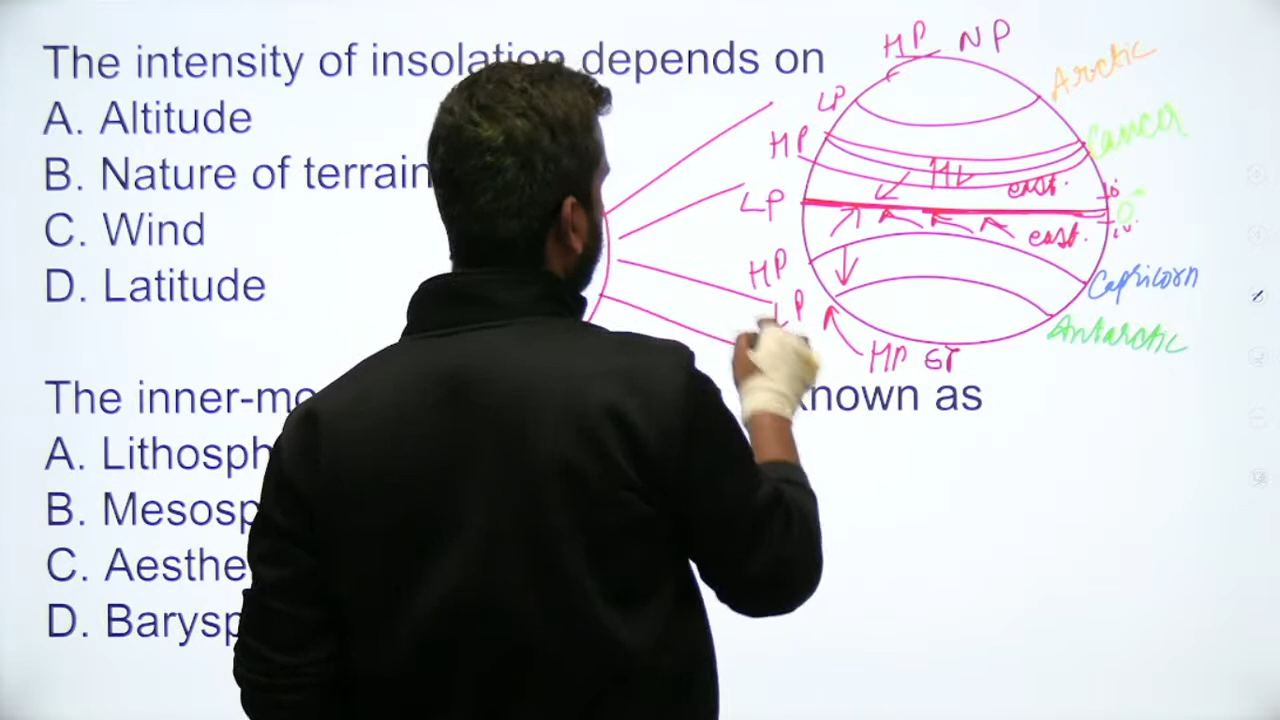 The intensity of insolation depends on
A. Altitude
B. Nature of terrain
C. Wind
D. Latitude
HP NP
LP
HP
LP
HP
LP
HP
Arctic
Cancer
east.
east.
Capricorn
Antarctic
The inner-mo known as
A. Lithosph
B. Mesosp
C. Aesthe
D. Barysp